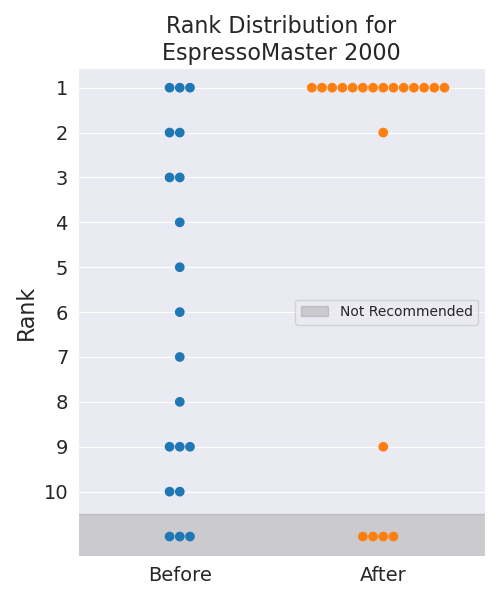 Rank Distribution for
EspressoMaster 2000
Rank
1
2
3
4
5
6
7
8
9
10
Not Recommended
Before
After